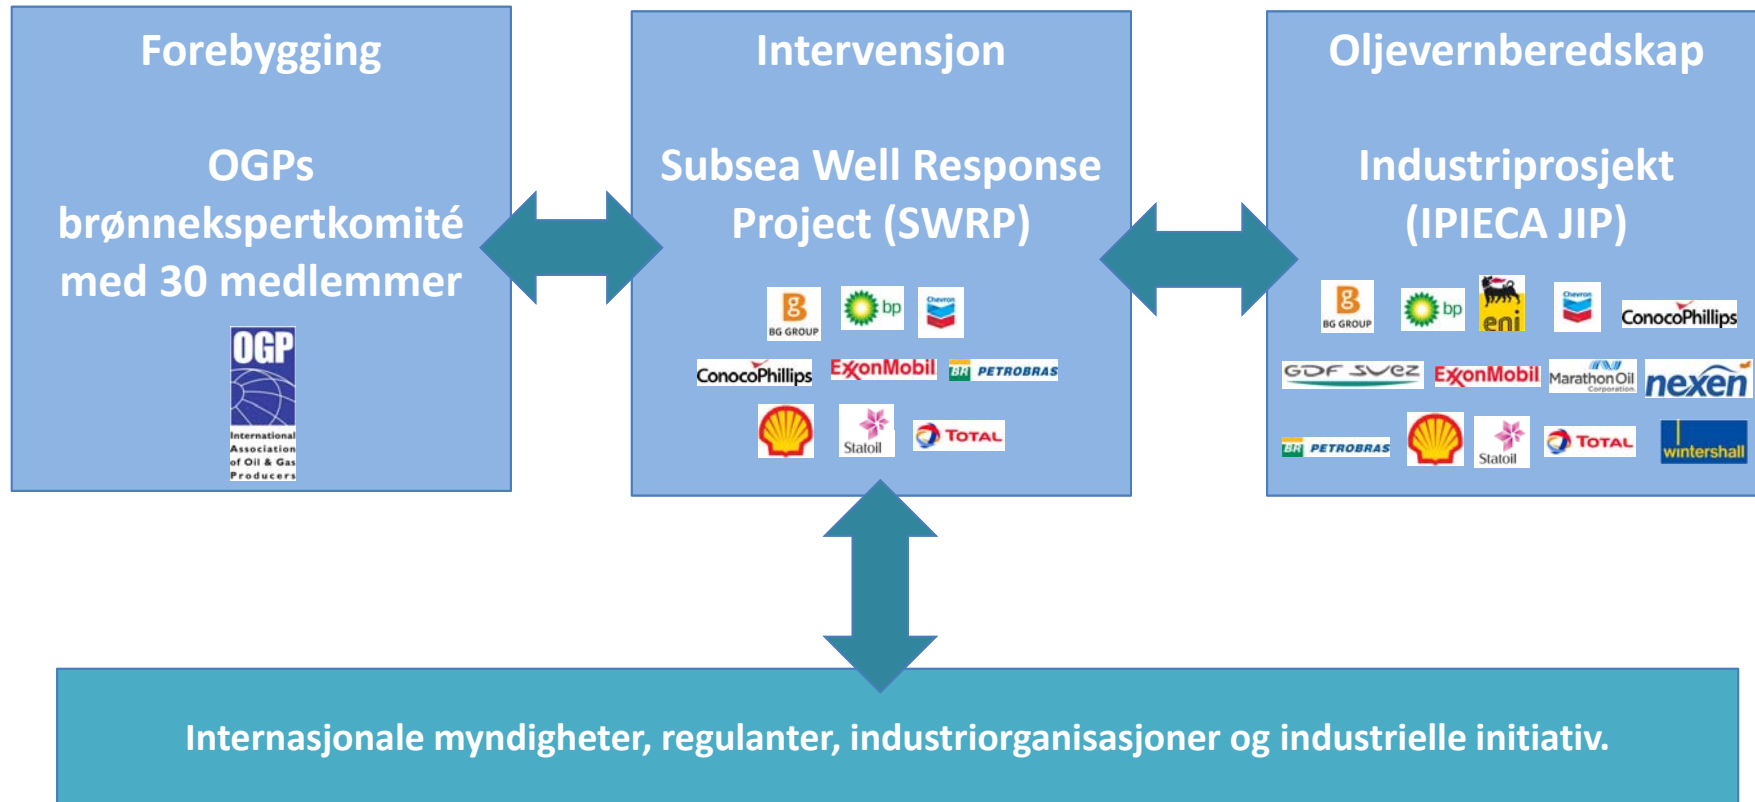 Forebygging
OGPs
brønnekspertkomité
med 30 medlemmer
OGP
International
Association
of Oil & Gas
Producers
Intervensjon
Subsea Well Response
Project (SWRP)
BG GROUP
bp
Chevron
ConocoPhillips
ExxonMobil
BR PETROBRAS
Statoil
TOTAL
Oljevernberedskap
Industriprosjekt
(IPIECA JIP)
BG GROUP
bp
eni
Chevron
ConocoPhillips
GDF SUEZ
ExxonMobil
Marathon Oil
Corporation
nexen
BR PETROBRAS
Statoil
TOTAL
wintershall
Internasjonale myndigheter, regulanter, industriorganisasjoner og industrielle initiativ.